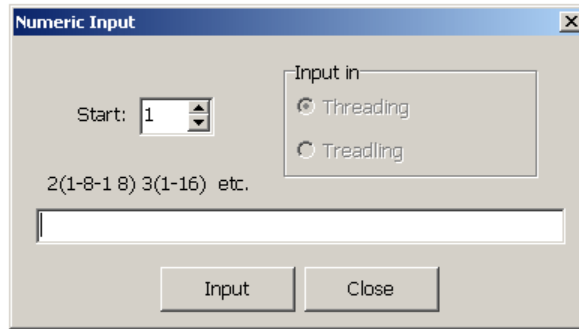 Numeric Input
Input in
Start: 1
Threading
Treadling
2(1-8-1 8) 3(1-16) etc.
Input
Close